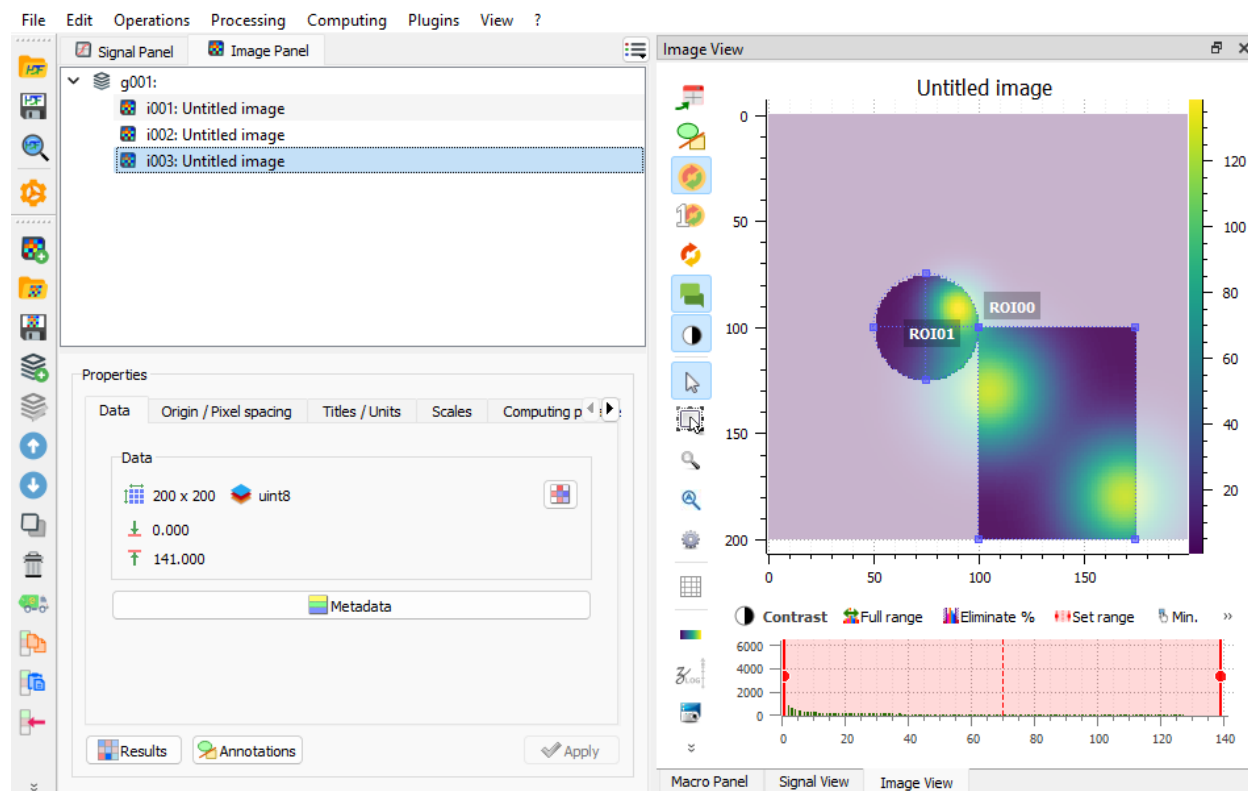 File Edit Operations Processing Computing Plugins View ?
Signal Panel Image Panel
g001:
i001: Untitled image
i002: Untitled image
i003: Untitled image
Properties
Data Origin / Pixel spacing Titles / Units Scales Computing p
Data
200 x 200 uint8
0.000
141.000
Metadata
Results Annotations Apply
Image View
Untitled image
0
50
100
150
200
0 50 100 150
ROI00
ROI01
120
100
80
60
40
20
Contrast Full range Eliminate % Set range Min. »
6000
4000
2000
0
0 20 40 60 80 100 120 140
Macro Panel Signal View Image View